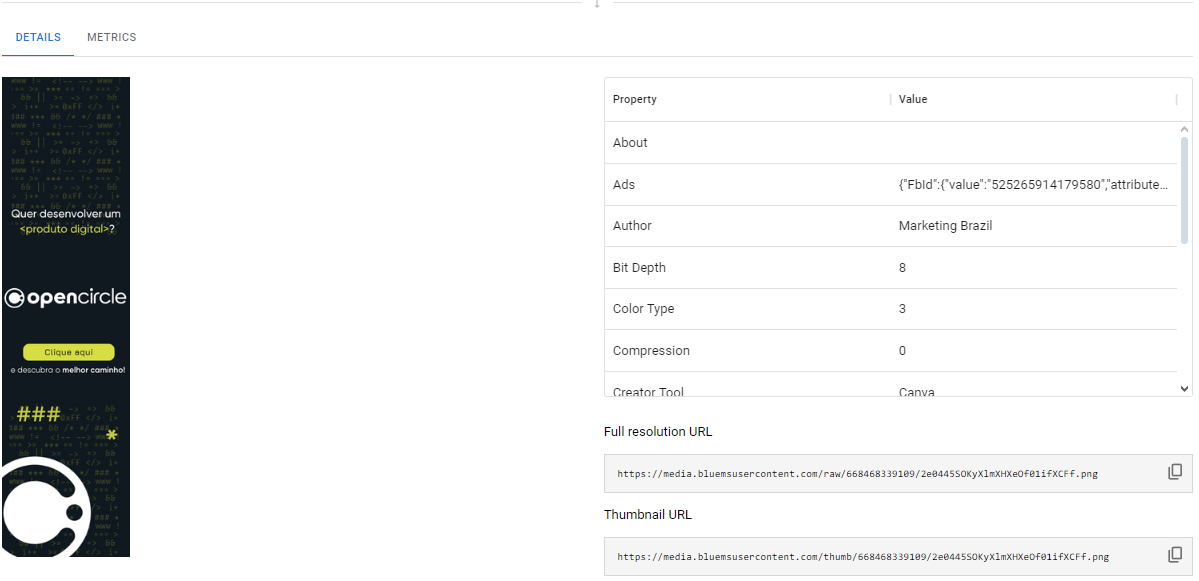 DETAILS METRICS
Quer desenvolver um
<produto digital>?
opencircle
Clique aqui
e descubra o melhor caminho!
###
*
Property Value
About
Ads {"FbId":{"value":"525265914179580","attribute...
Author Marketing Brazil
Bit Depth 8
Color Type 3
Compression 0
Creator Tool Canva
Full resolution URL
https://media.bluemsusercontent.com/raw/668468339109/2e0445SOKyXlmXHXeOf01ifXCFf.png
Thumbnail URL
https://media.bluemsusercontent.com/thumb/668468339109/2e0445SOKyXlmXHXeOf01ifXCFf.png